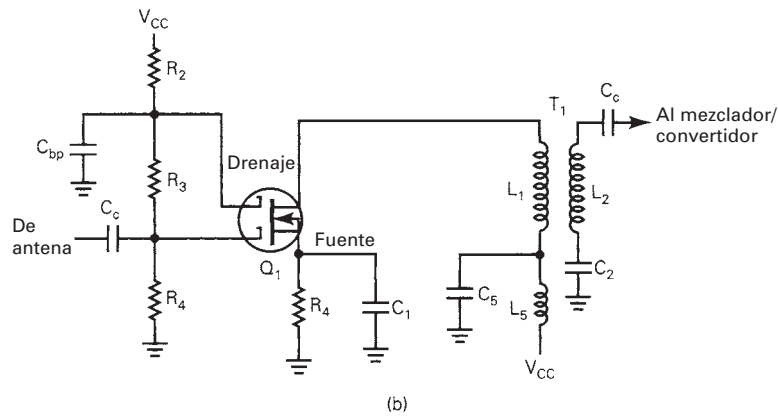 V_CC
R_2
C_bp
Drenaje
R_3
C_c
De
antena
Q_1
Fuente
R_4
R_4
C_1
T_1
C_c
Al mezclador/
convertidor
L_1
L_2
C_5
L_5
C_2
V_CC
(b)